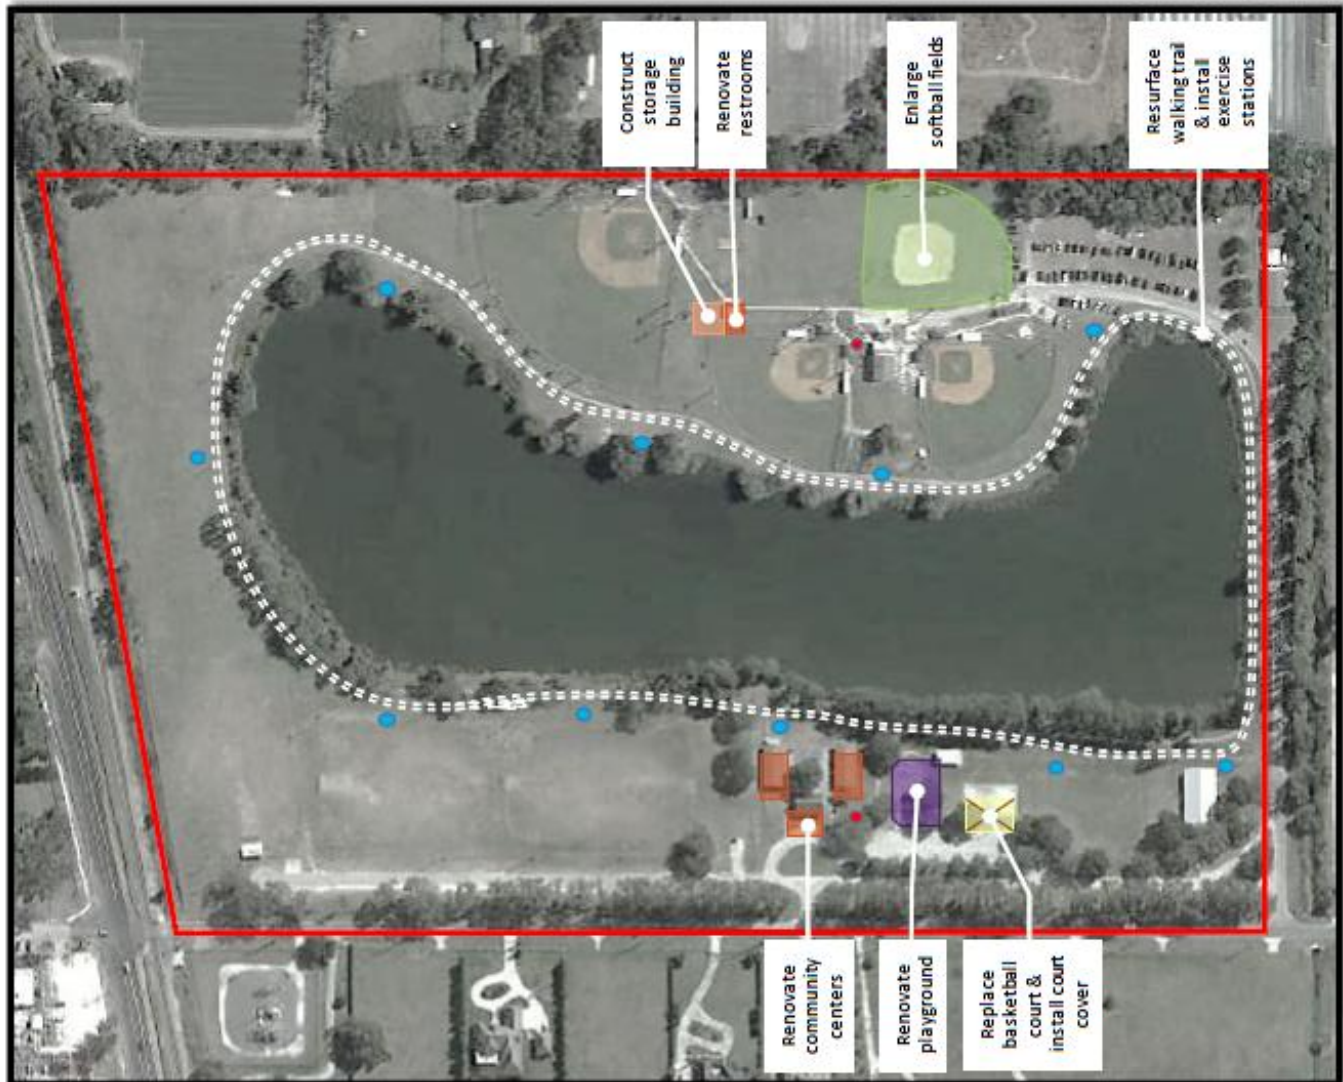 Construct
storage
building
Renovate
restrooms
Enlarge
softball fields
Resurface
walking trail
& install
exercise
stations
Renovate
community
centers
Renovate
playground
Replace
basketball
court &
install court
cover